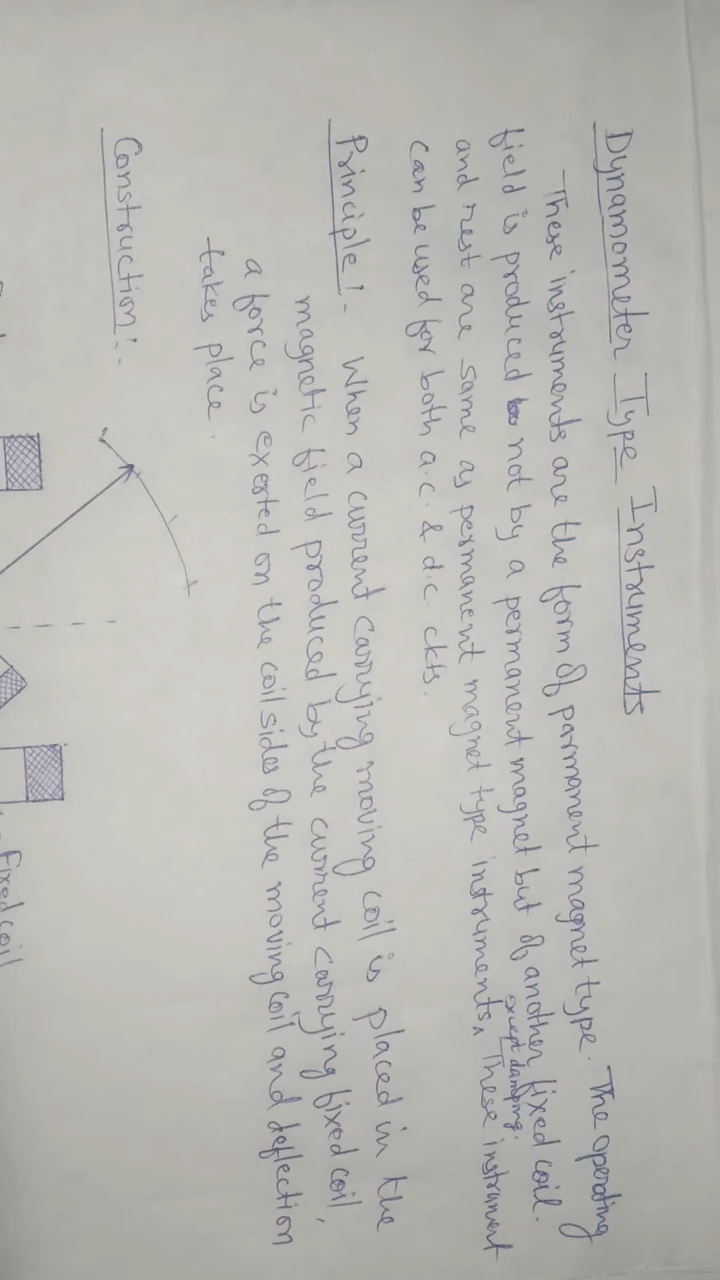 Dynamometer Type Instruments
These instruments are the form of parmanent magnet type. The operating
field is produced not by a permanent magnet but of another fixed coil.
and rest are same as permanent magnet type instruments, except damping. These instrument
can be used for both a.c. & d.c ckts.
Principle:- When a current carrying moving coil is placed in the
magnetic field produced by the current carrying fixed coil,
a force is exerted on the coil sides of the moving coil and deflection
takes place.
Construction:-
Fixed coil